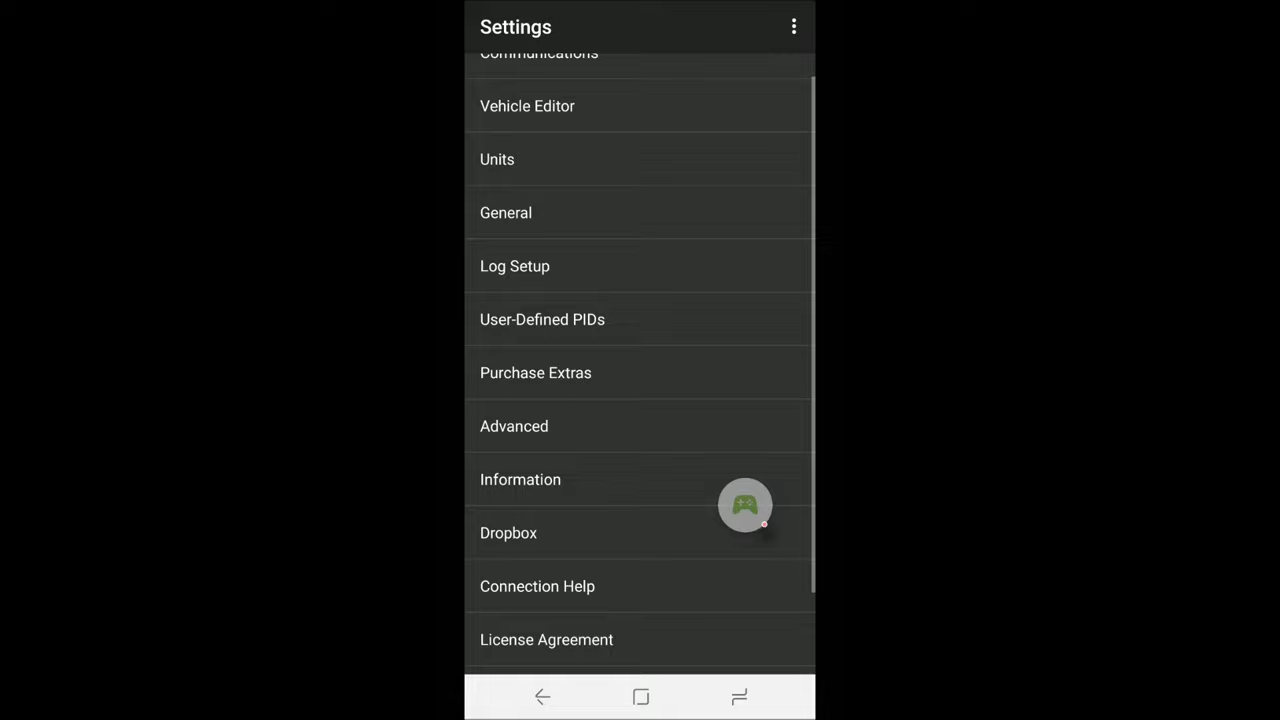 Settings
Communications
Vehicle Editor
Units
General
Log Setup
User-Defined PIDs
Purchase Extras
Advanced
Information
Dropbox
Connection Help
License Agreement